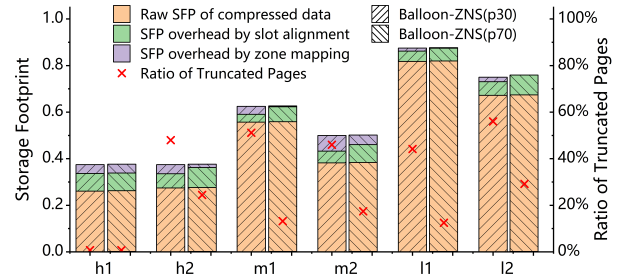 Raw SFP of compressed data
SFP overhead by slot alignment
SFP overhead by zone mapping
Ratio of Truncated Pages
Balloon-ZNS(p30)
Balloon-ZNS(p70)
Storage Footprint
1.0
0.8
0.6
0.4
0.2
0.0
100%
80%
60%
40%
20%
0%
Ratio of Truncated Pages
h1 h2 m1 m2 l1 l2